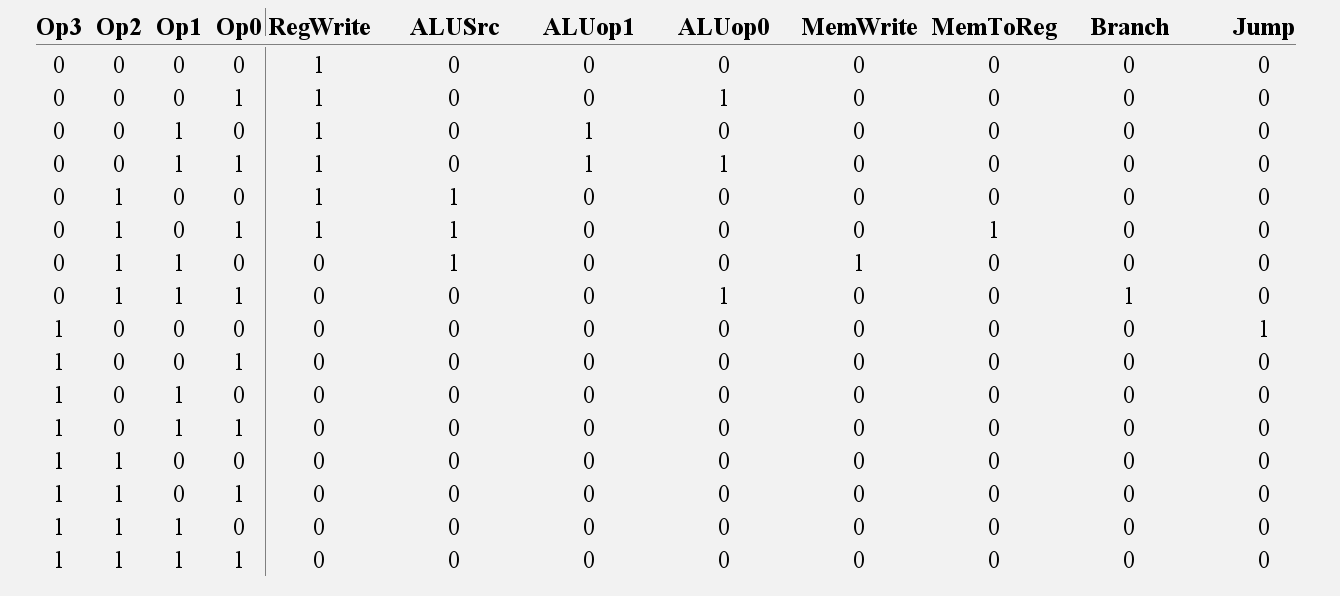 Op3 Op2 Op1 Op0 RegWrite ALUSrc ALUop1 ALUop0 MemWrite MemToReg Branch Jump
0 0 0 0 1 0 0 0 0 0 0 0
0 0 0 1 1 0 0 1 0 0 0 0
0 0 1 0 1 0 1 0 0 0 0 0
0 0 1 1 1 0 1 1 0 0 0 0
0 1 0 0 1 1 0 0 0 0 0 0
0 1 0 1 1 1 0 0 0 1 0 0
0 1 1 0 0 1 0 0 1 0 0 0
0 1 1 1 0 0 0 1 0 0 1 0
1 0 0 0 0 0 0 0 0 0 0 1
1 0 0 1 0 0 0 0 0 0 0 0
1 0 1 0 0 0 0 0 0 0 0 0
1 0 1 1 0 0 0 0 0 0 0 0
1 1 0 0 0 0 0 0 0 0 0 0
1 1 0 1 0 0 0 0 0 0 0 0
1 1 1 0 0 0 0 0 0 0 0 0
1 1 1 1 0 0 0 0 0 0 0 0